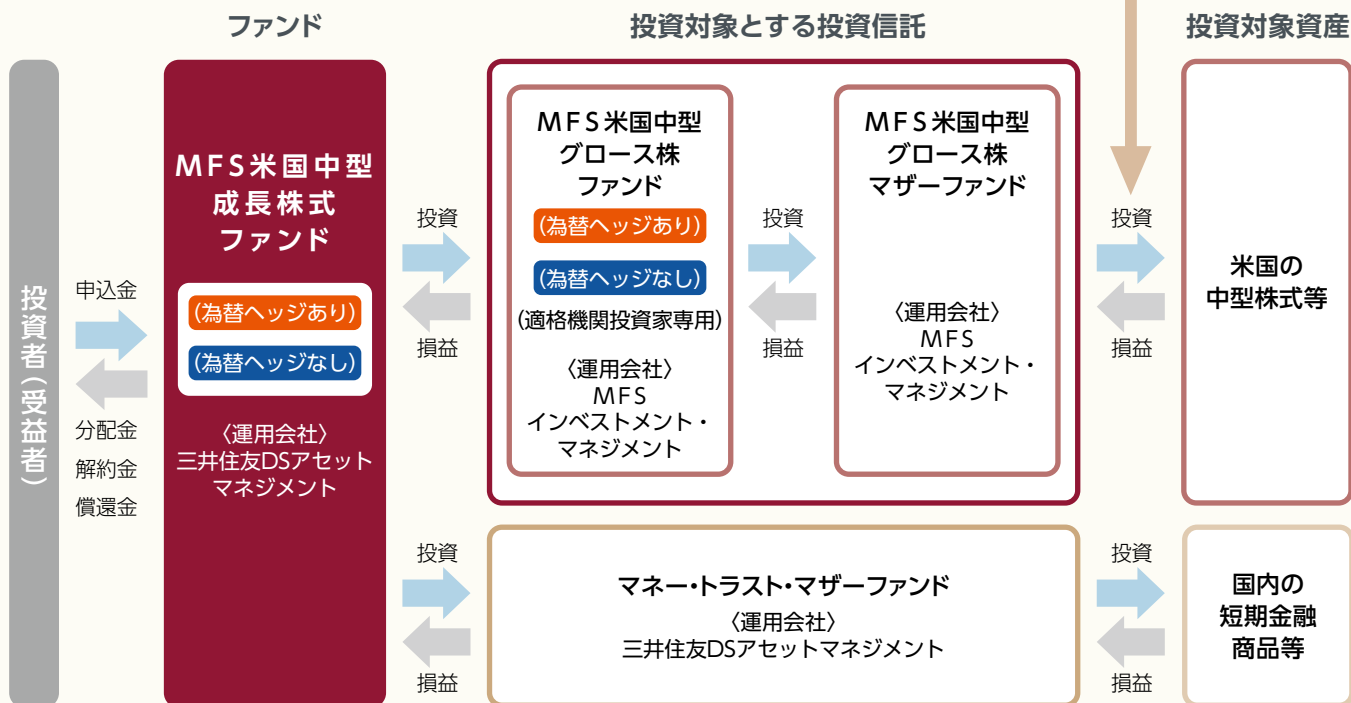 ファンド
投資対象とする投資信託
投資対象資産
投資者(受益者)
申込金
分配金
解約金
償還金
MFS米国中型
成長株式
ファンド
(為替ヘッジあり)
(為替ヘッジなし)
〈運用会社〉
三井住友DSアセット
マネジメント
投資
損益
MFS米国中型
グロース株
ファンド
(為替ヘッジあり)
(為替ヘッジなし)
(適格機関投資家専用)
〈運用会社〉
MFS
インベストメント・
マネジメント
投資
損益
MFS米国中型
グロース株
マザーファンド
〈運用会社〉
MFS
インベストメント・
マネジメント
投資
損益
米国の
中型株式等
投資
損益
マネー・トラスト・マザーファンド
〈運用会社〉
三井住友DSアセットマネジメント
投資
損益
国内の
短期金融
商品等